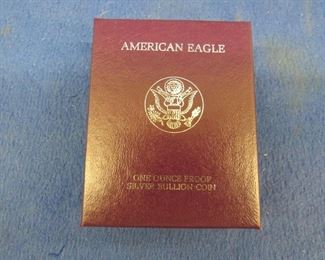 AMERICAN EAGLE
ONE OUNCE PROOF
SILVER BULLION COIN